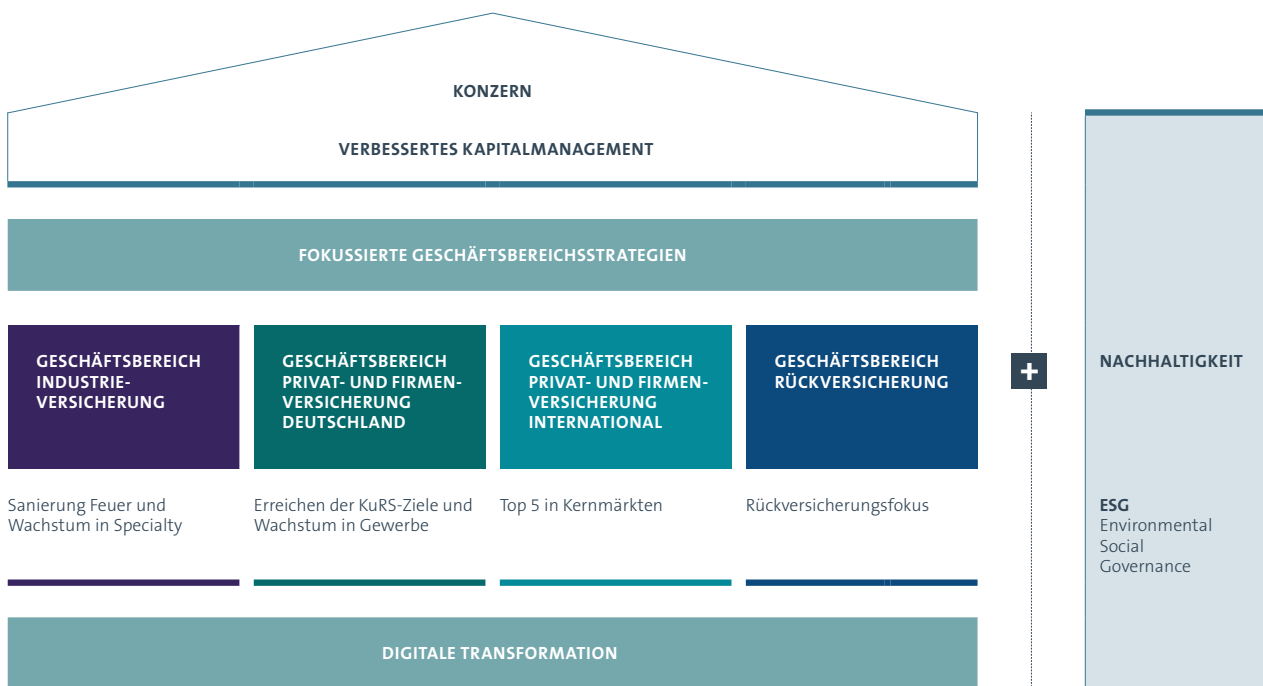 KONZERN
VERBESSERTES KAPITALMANAGEMENT
FOKUSSIERTE GESCHÄFTSBEREICHSSTRATEGIEN
GESCHÄFTSBEREICH
INDUSTRIE-
VERSICHERUNG
GESCHÄFTSBEREICH
PRIVAT- UND FIRMEN-
VERSICHERUNG
DEUTSCHLAND
GESCHÄFTSBEREICH
PRIVAT- UND FIRMEN-
VERSICHERUNG
INTERNATIONAL
GESCHÄFTSBEREICH
RÜCKVERSICHERUNG
Sanierung Feuer und
Wachstum in Specialty
Erreichen der KuRS-Ziele und
Wachstum in Gewerbe
Top 5 in Kernmärkten
Rückversicherungsfokus
DIGITALE TRANSFORMATION
+
NACHHALTIGKEIT
ESG
Environmental
Social
Governance